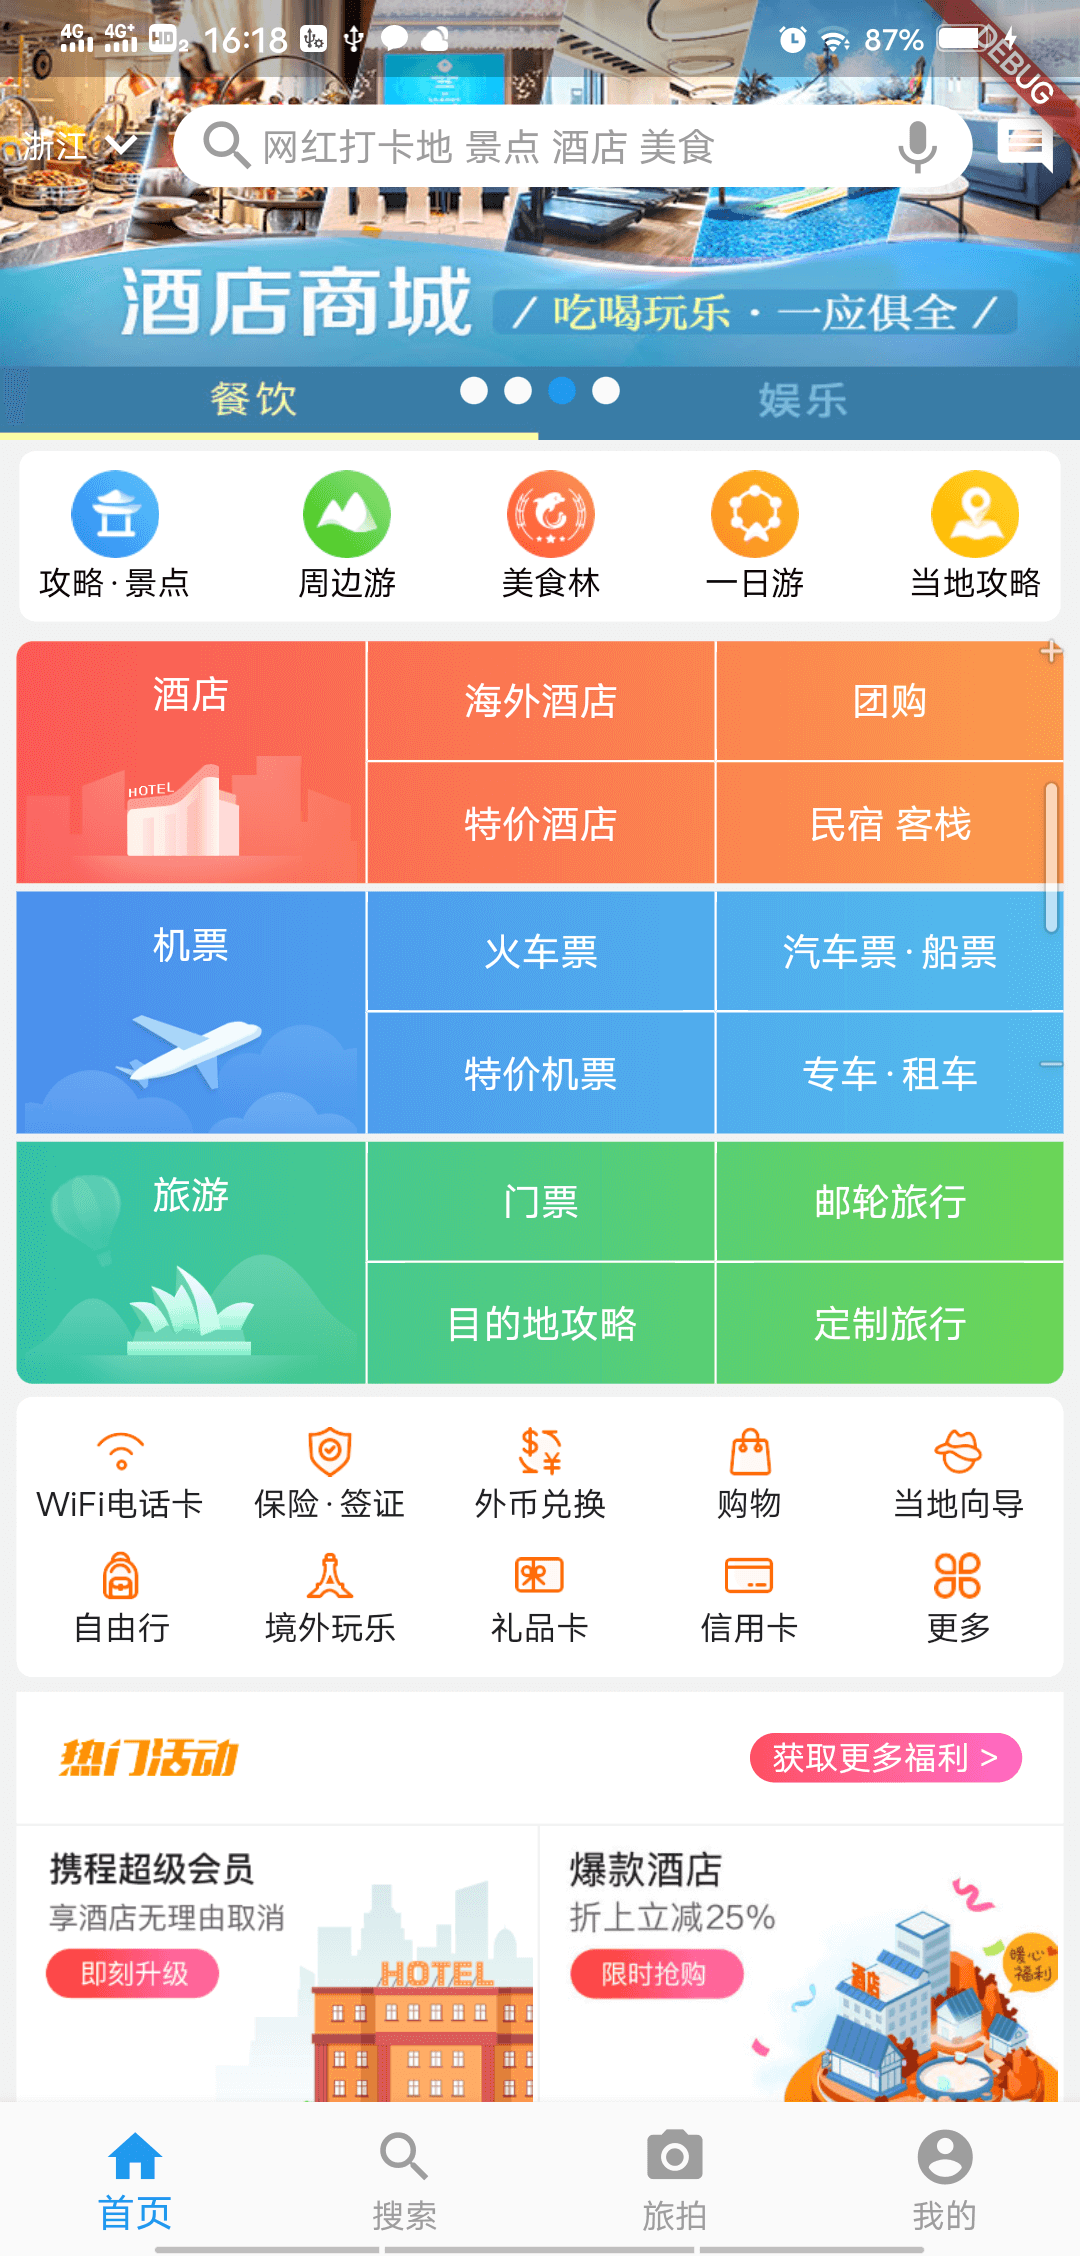 4G 4G+ HD 2 16:18 87%
DEBUG
浙江 网红打卡地 景点 酒店 美食
酒店商城 / 吃喝玩乐·一应俱全 /
餐饮 娱乐
攻略·景点 周边游 美食林 一日游 当地攻略
酒店 海外酒店 团购
HOTEL
特价酒店 民宿 客栈
机票 火车票 汽车票·船票
特价机票 专车·租车
旅游 门票 邮轮旅行
目的地攻略 定制旅行
WiFi电话卡 保险·签证 外币兑换 购物 当地向导
自由行 境外玩乐 礼品卡 信用卡 更多
热门活动 获取更多福利 >
携程超级会员 爆款酒店
享酒店无理由取消 折上立减25%
即刻升级 限时抢购
HOTEL 酒店 暖心
福利
首页 搜索 旅拍 我的